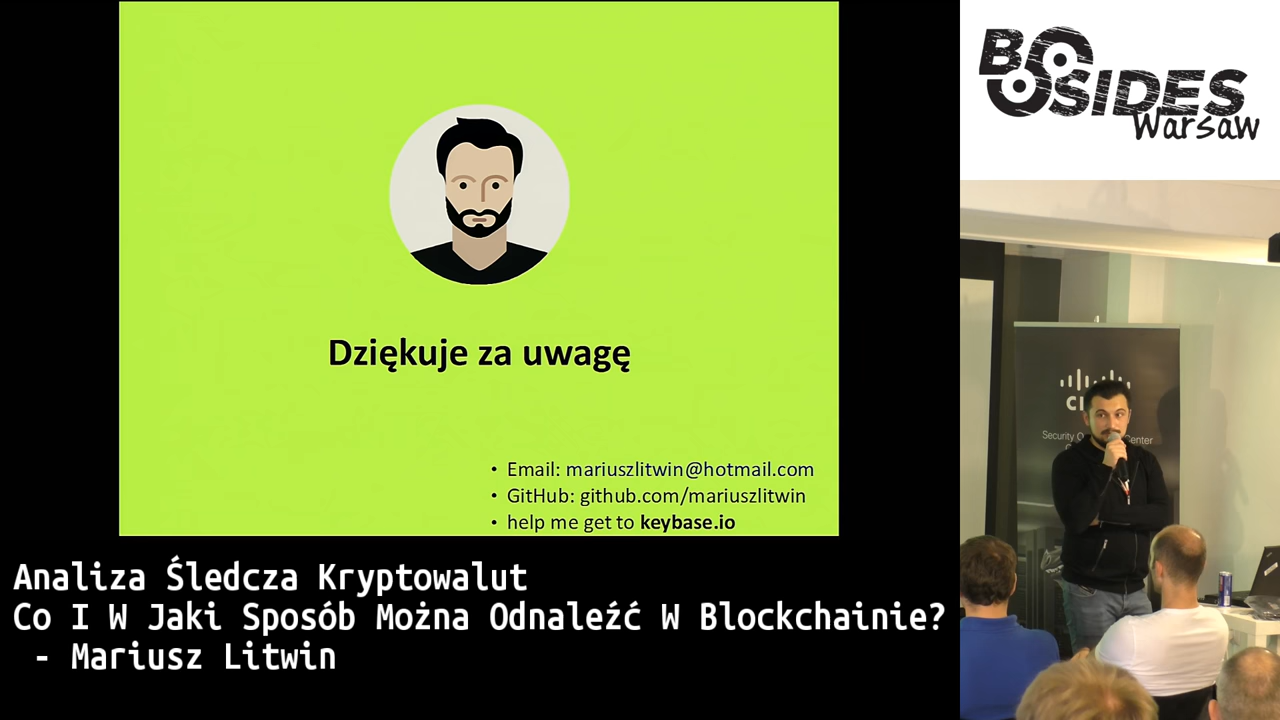 Dziękuje za uwagę
• Email: mariuszlitwin@hotmail.com
• GitHub: github.com/mariuszlitwin
• help me get to keybase.io
Analiza Śledcza Kryptowalut
Co I W Jaki Sposób Można Odnaleźć W Blockchainie?
- Mariusz Litwin
BSIDES
Warsaw
Security